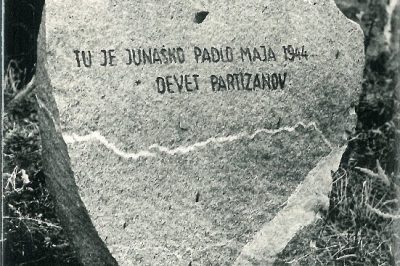 TU JE JUNAŠKO PADLO MAJA 1944
DEVET PARTIZANOV